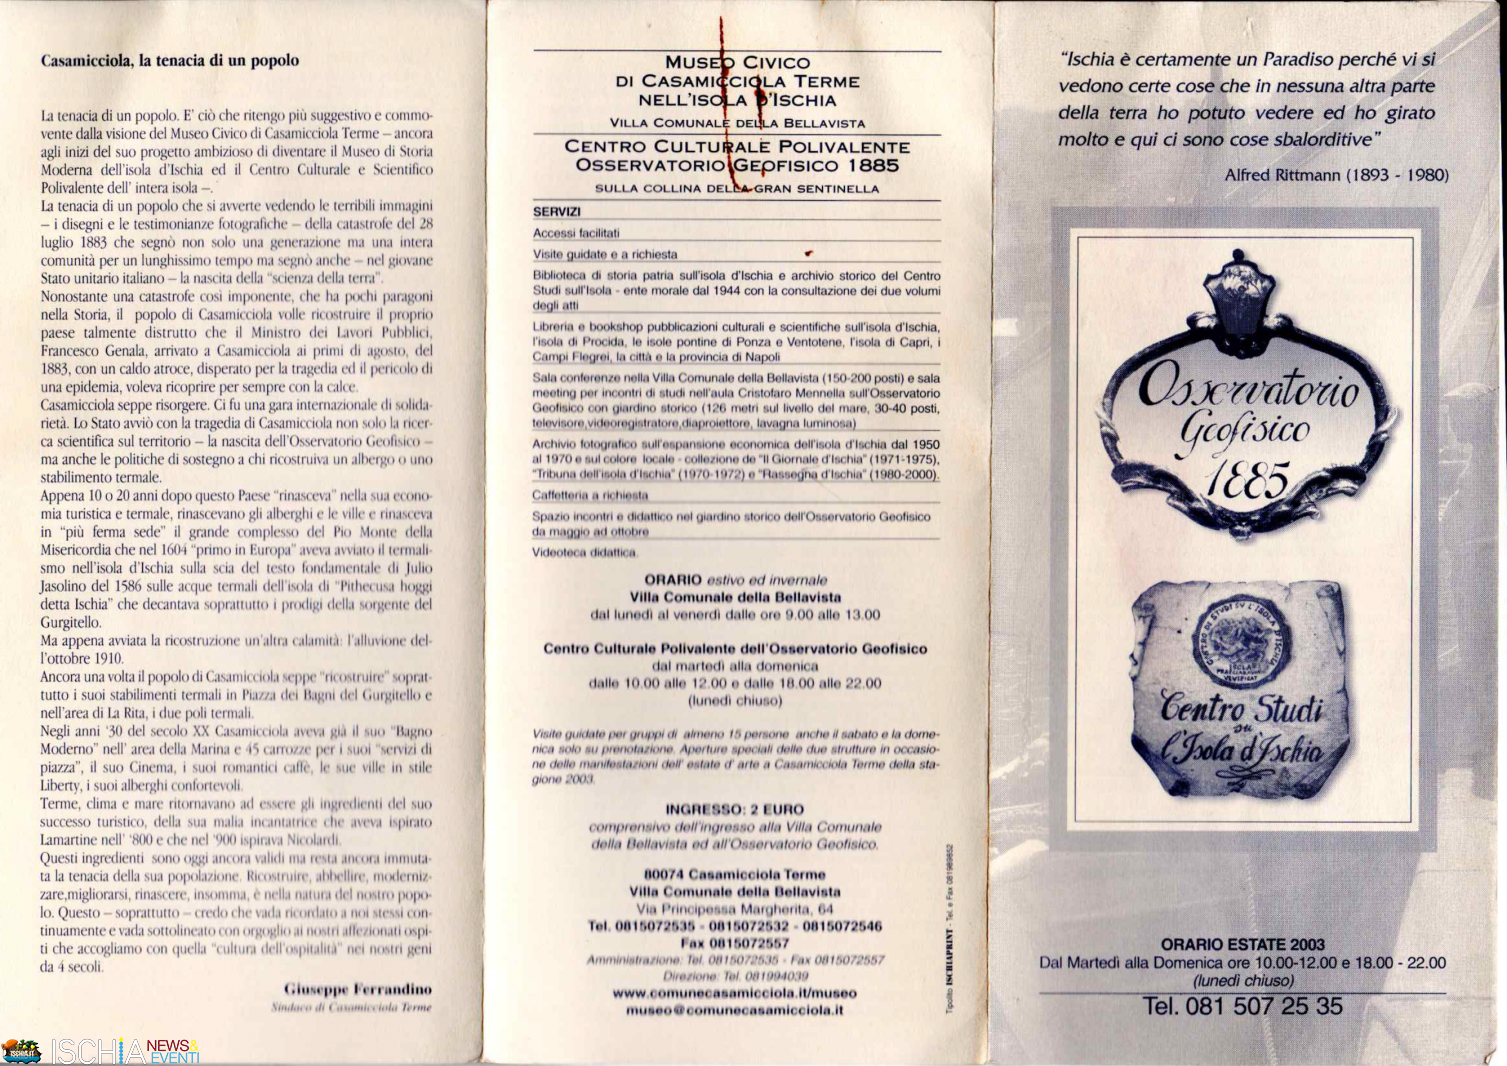 Casamicciola, la tenacia di un popolo
La tenacia di un popolo. E' ciò che ritengo più suggestivo e commo-
vente dalla visione del Museo Civico di Casamicciola Terme – ancora
agli inizi del suo progetto ambizioso di diventare il Museo di Storia
Moderna dell'isola d'Ischia ed il Centro Culturale e Scientifico
Polivalente dell' intera isola –.
La tenacia di un popolo che si avverte vedendo le terribili immagini
– i disegni e le testimonianze fotografiche – della catastrofe del 28
luglio 1883 che segnò non solo una generazione ma una intera
comunità per un lunghissimo tempo ma segnò anche – nel giovane
Stato unitario italiano – la nascita della "scienza della terra".
Nonostante una catastrofe così imponente, che ha pochi paragoni
nella Storia, il popolo di Casamicciola volle ricostruire il proprio
paese talmente distrutto che il Ministro dei Lavori Pubblici,
Francesco Genala, arrivato a Casamicciola ai primi di agosto, del
1883, con un caldo atroce, disperato per la tragedia ed il pericolo di
una epidemia, voleva ricoprire per sempre con la calce.
Casamicciola seppe risorgere. Ci fu una gara internazionale di solida-
rietà. Lo Stato avviò con la tragedia di Casamicciola non solo la ricer-
ca scientifica sul territorio – la nascita dell'Osservatorio Geofisico –
ma anche le politiche di sostegno a chi ricostruiva un albergo o uno
stabilimento termale.
Appena 10 o 20 anni dopo questo Paese "rinasceva" nella sua econo-
mia turistica e termale, rinascevano gli alberghi e le ville e rinasceva
in "più ferma sede" il grande complesso del Pio Monte della
Misericordia che nel 1604 "primo in Europa" aveva avviato il termali-
smo nell'isola d'Ischia sulla scia del testo fondamentale di Julio
Jasolino del 1586 sulle acque termali dell'isola di "Pithecusa hoggi
detta Ischia" che decantava soprattutto i prodigi della sorgente del
Gurgitello.
Ma appena avviata la ricostruzione un'altra calamità: l'alluvione del-
l'ottobre 1910.
Ancora una volta il popolo di Casamicciola seppe "ricostruire" soprat-
tutto i suoi stabilimenti termali in Piazza dei Bagni del Gurgitello e
nell'area di La Rita, i due poli termali.
Negli anni '30 del secolo XX Casamicciola aveva già il suo "Bagno
Moderno" nell' area della Marina e 45 carrozze per i suoi "servizi di
piazza", il suo Cinema, i suoi romantici caffè, le sue ville in stile
Liberty, i suoi alberghi confortevoli.
Terme, clima e mare ritornavano ad essere gli ingredienti del suo
successo turistico, della sua malia incantatrice che aveva ispirato
Lamartine nell' '800 e che nel '900 ispirava Nicolardi.
Questi ingredienti sono oggi ancora validi ma resta ancora immuta-
ta la tenacia della sua popolazione. Ricostruire, abbellire, moderniz-
zare,migliorarsi, rinascere, insomma, è nella natura del nostro popo-
lo. Questo – soprattutto – credo che vada ricordato a noi stessi con-
tinuamente e vada sottolineato con orgoglio ai nostri affezionati ospi-
ti che accogliamo con quella "cultura dell'ospitalità" nei nostri geni
da 4 secoli.
Giuseppe Ferrandino
Sindaco di Casamicciola Terme
ISCHIA.IT ISCHIA NEWS& EVENTI
MUSEO CIVICO
DI CASAMICCIOLA TERME
NELL'ISOLA D'ISCHIA
VILLA COMUNALE DELLA BELLAVISTA
CENTRO CULTURALE POLIVALENTE
OSSERVATORIO GEOFISICO 1885
SULLA COLLINA DELLA GRAN SENTINELLA
SERVIZI
Accessi facilitati
Visite guidate e a richiesta
Biblioteca di storia patria sull'isola d'Ischia e archivio storico del Centro
Studi sull'Isola - ente morale dal 1944 con la consultazione dei due volumi
degli atti
Libreria e bookshop pubblicazioni culturali e scientifiche sull'isola d'Ischia,
l'isola di Procida, le isole pontine di Ponza e Ventotene, l'isola di Capri, i
Campi Flegrei, la città e la provincia di Napoli
Sala conferenze nella Villa Comunale della Bellavista (150-200 posti) e sala
meeting per incontri di studi nell'aula Cristofaro Mennella sull'Osservatorio
Geofisico con giardino storico (126 metri sul livello del mare, 30-40 posti,
televisore,videoregistratore,diaproiettore, lavagna luminosa)
Archivio fotografico sull'espansione economica dell'isola d'Ischia dal 1950
al 1970 e sul colore locale - collezione de "Il Giornale d'Ischia" (1971-1975),
"Tribuna dell'isola d'Ischia" (1970-1972) e "Rassegna d'Ischia" (1980-2000).
Caffetteria a richiesta
Spazio incontri e didattico nel giardino storico dell'Osservatorio Geofisico
da maggio ad ottobre
Videoteca didattica.
ORARIO estivo ed invernale
Villa Comunale della Bellavista
dal lunedì al venerdì dalle ore 9.00 alle 13.00
Centro Culturale Polivalente dell'Osservatorio Geofisico
dal martedì alla domenica
dalle 10.00 alle 12.00 e dalle 18.00 alle 22.00
(lunedì chiuso)
Visite guidate per gruppi di almeno 15 persone anche il sabato e la dome-
nica solo su prenotazione. Aperture speciali delle due strutture in occasio-
ne delle manifestazioni dell' estate d' arte a Casamicciola Terme della sta-
gione 2003.
INGRESSO: 2 EURO
comprensivo dell'ingresso alla Villa Comunale
della Bellavista ed all'Osservatorio Geofisico.
80074 Casamicciola Terme
Villa Comunale della Bellavista
Via Principessa Margherita, 64
Tel. 0815072535 - 0815072532 - 0815072546
Fax 0815072557
Amministrazione: Tel. 0815072535 - Fax 0815072557
Direzione: Tel. 081994039
www.comunecasamicciola.it/museo
museo@comunecasamicciola.it
Tipolito ISCHIAPRINT - Tel. e Fax 081989852
"Ischia è certamente un Paradiso perché vi si
vedono certe cose che in nessuna altra parte
della terra ho potuto vedere ed ho girato
molto e qui ci sono cose sbalorditive"
Alfred Rittmann (1893 - 1980)
Osservatorio
Geofisico
1885
CENTRO DI STUDI SU L'ISOLA D'ISCHIA
Centro Studi
su
l'Isola d'Ischia
ORARIO ESTATE 2003
Dal Martedì alla Domenica ore 10.00-12.00 e 18.00 - 22.00
(lunedì chiuso)
Tel. 081 507 25 35